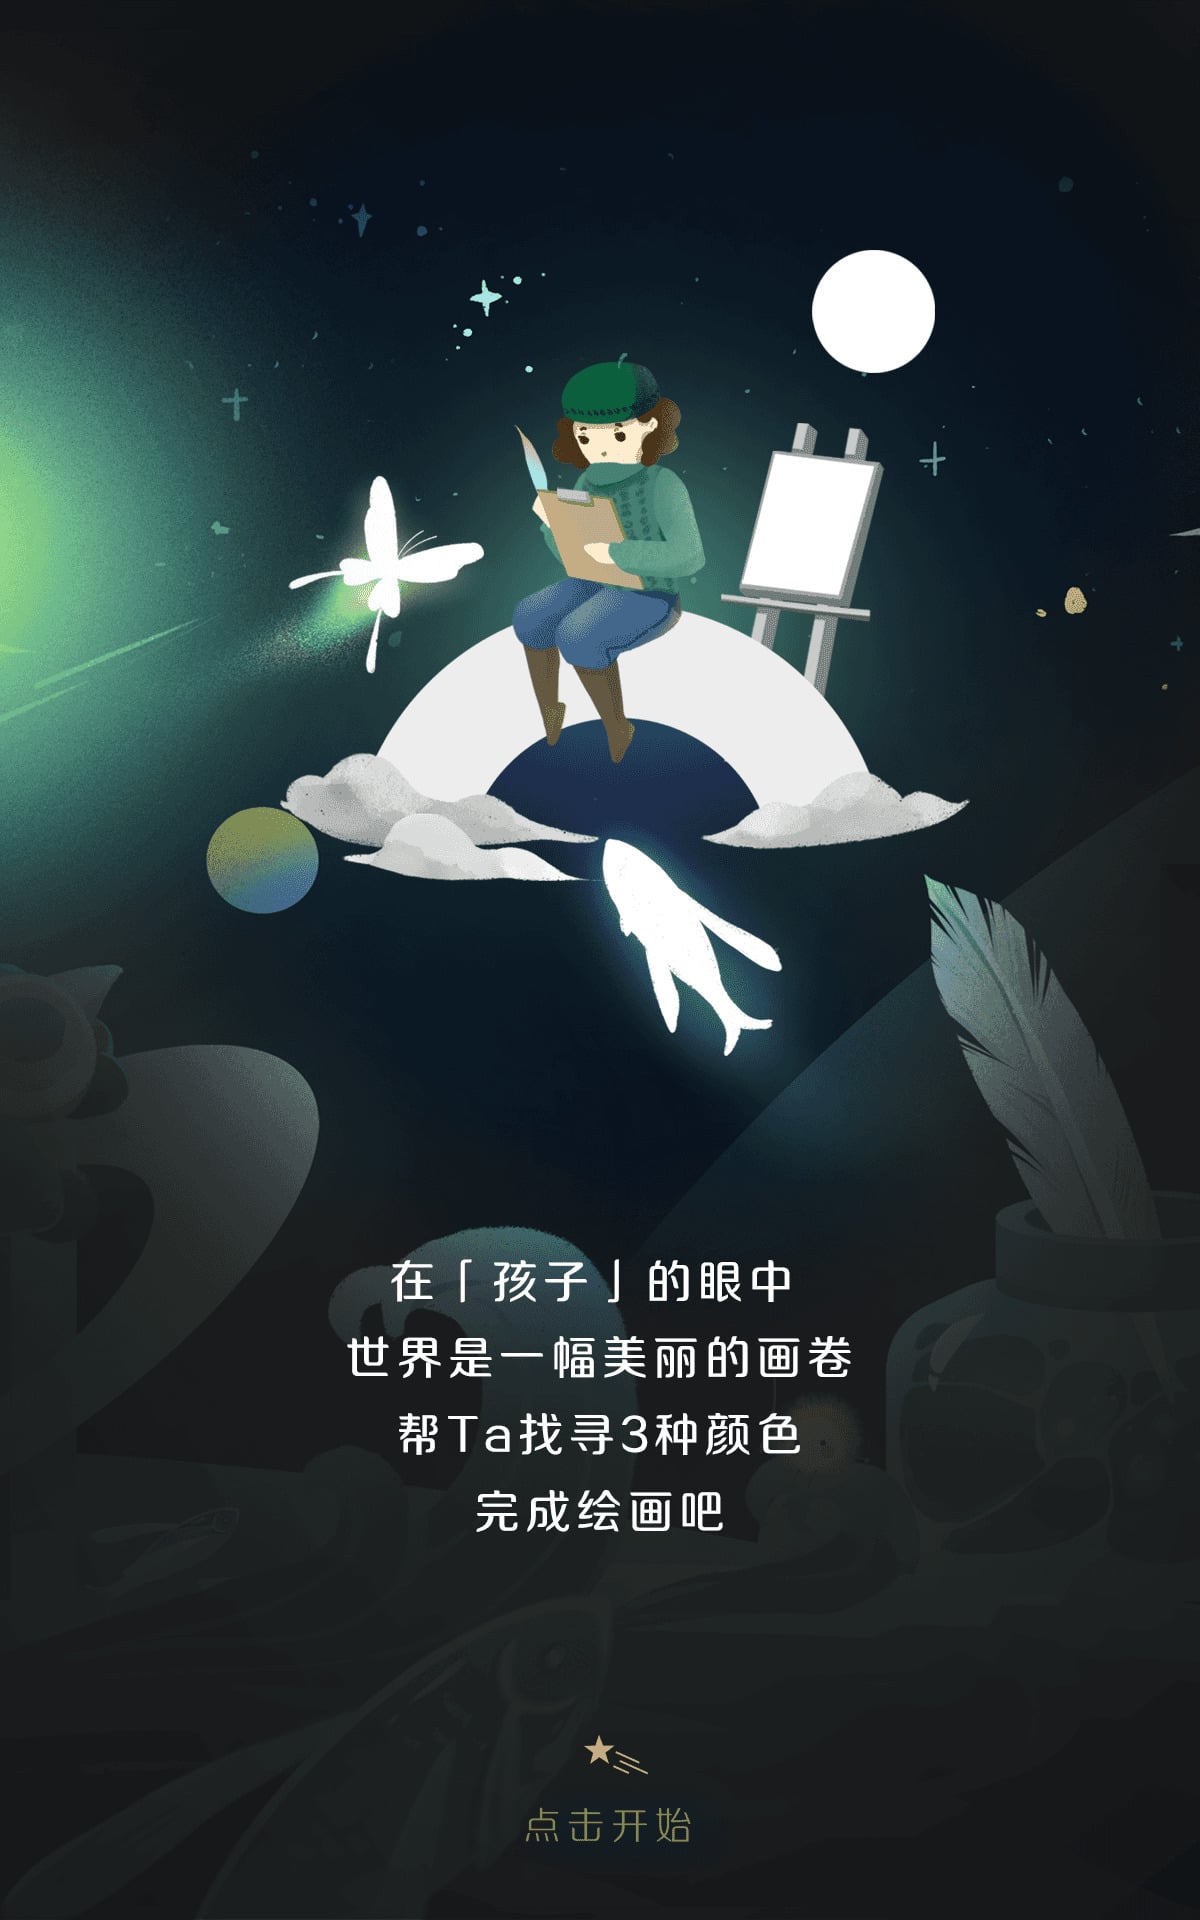 在「孩子」的眼中
世界是一幅美丽的画卷
帮Ta找寻3种颜色
完成绘画吧
点击开始